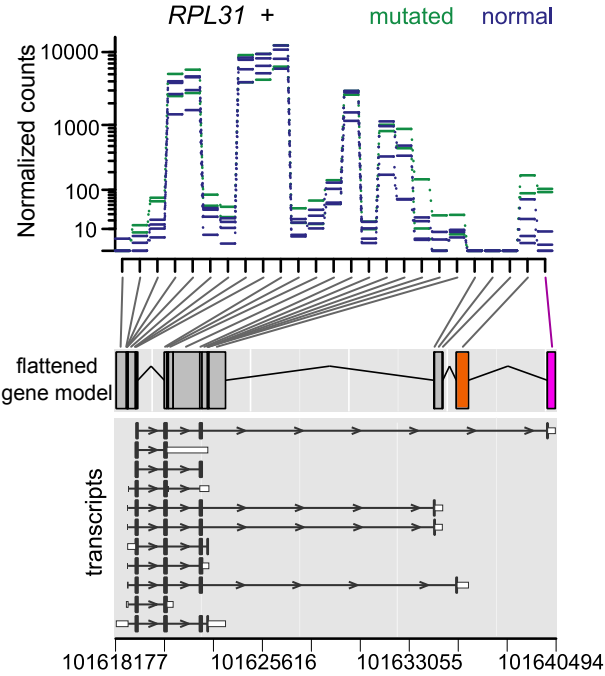 RPL31 + mutated normal
Normalized counts
10000
1000
100
10
flattened
gene model
transcripts
101618177 101625616 101633055 101640494